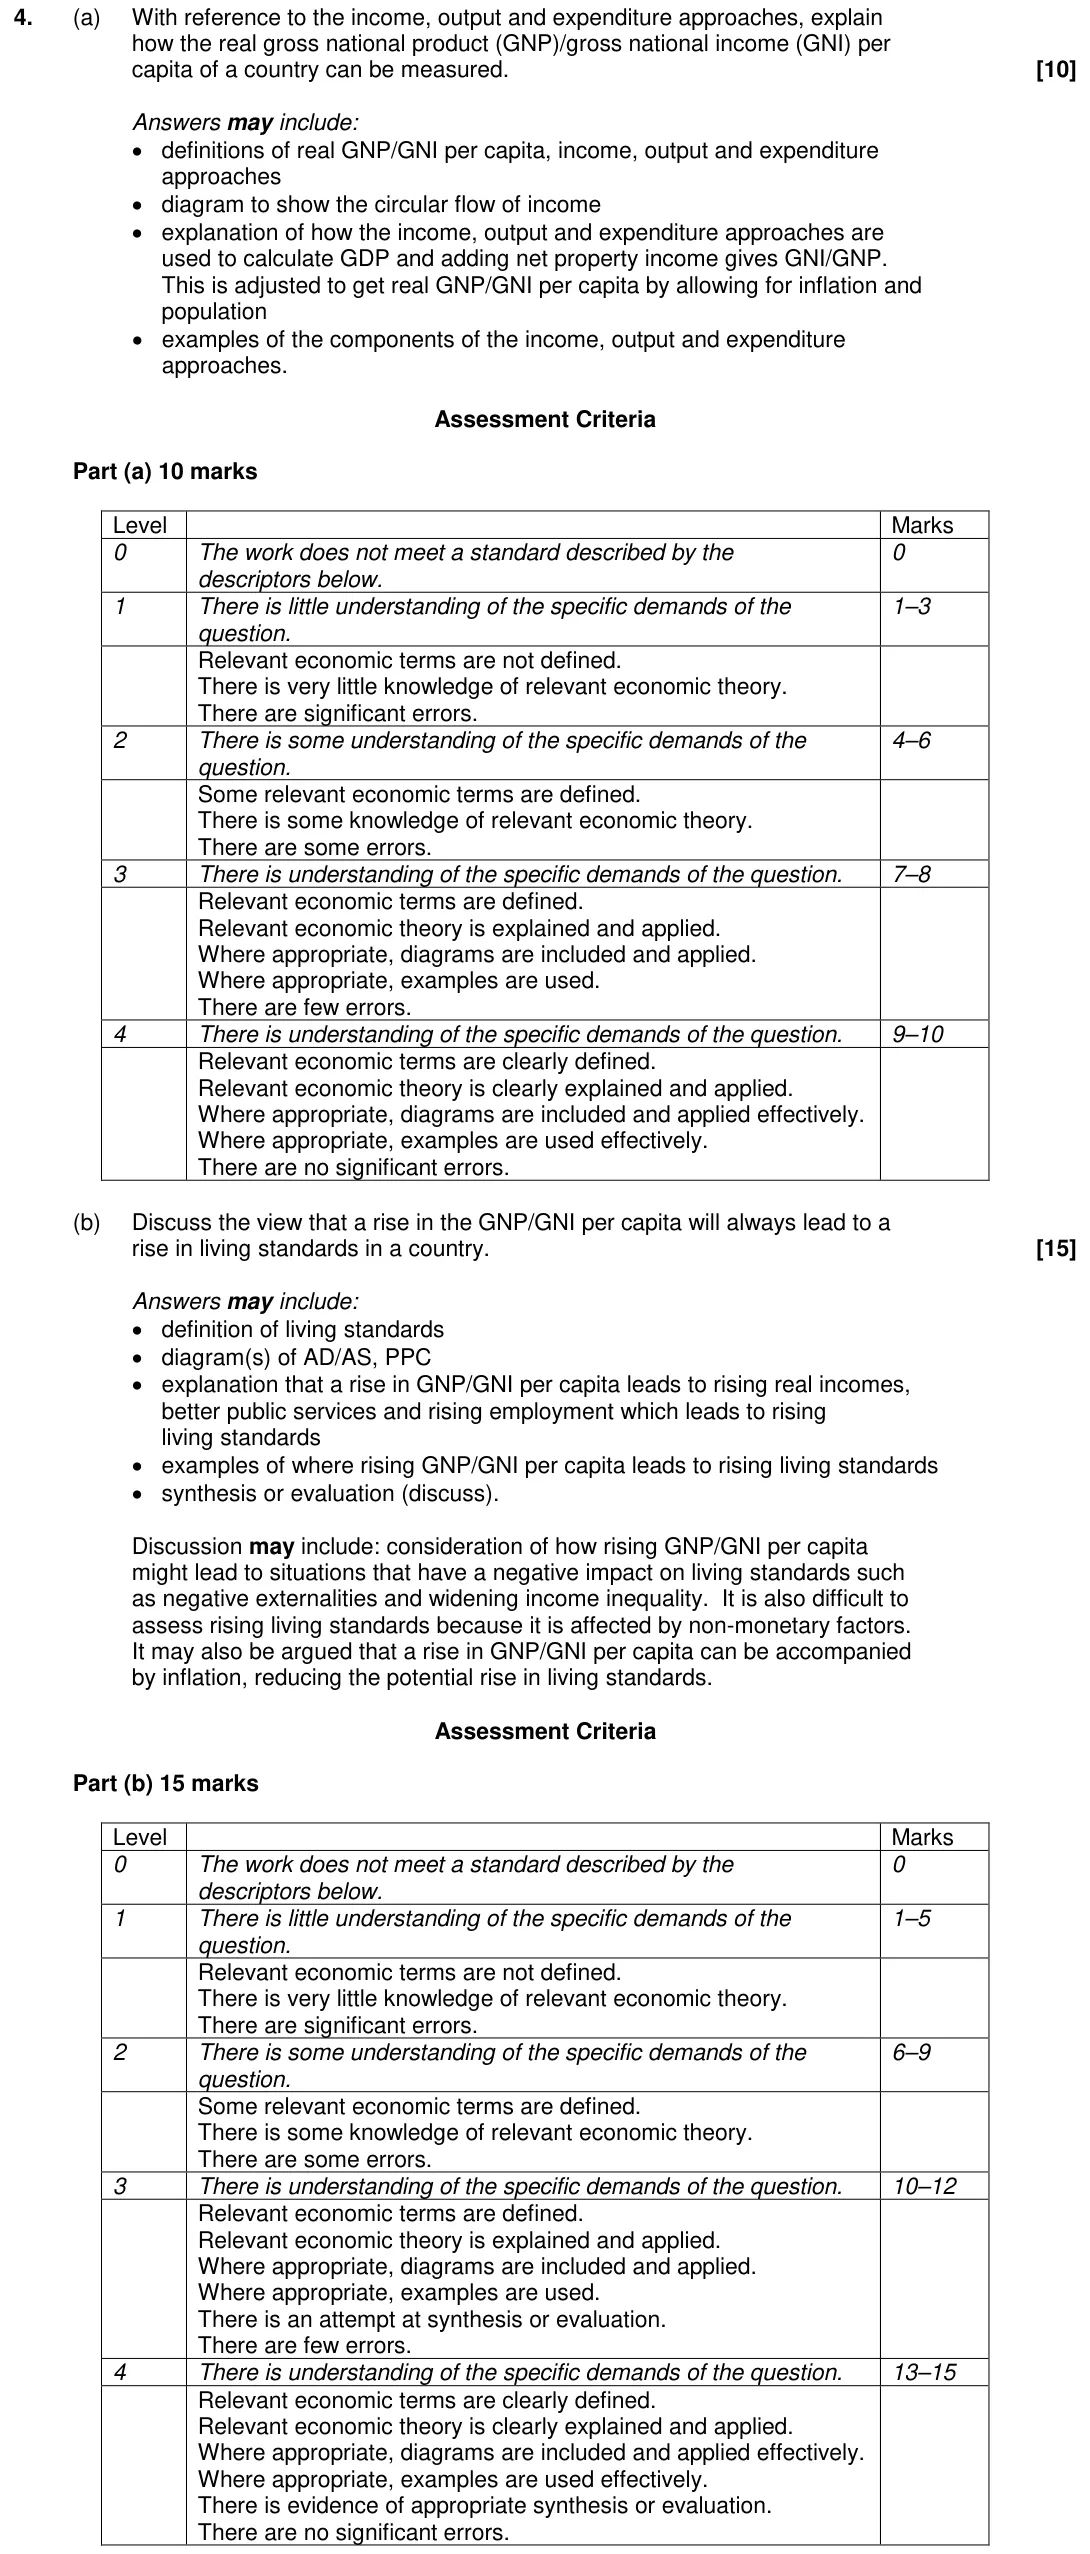 4. (a) With reference to the income, output and expenditure approaches, explain
how the real gross national product (GNP)/gross national income (GNI) per
capita of a country can be measured. [10]
Answers may include:
• definitions of real GNP/GNI per capita, income, output and expenditure
approaches
• diagram to show the circular flow of income
• explanation of how the income, output and expenditure approaches are
used to calculate GDP and adding net property income gives GNI/GNP.
This is adjusted to get real GNP/GNI per capita by allowing for inflation and
population
• examples of the components of the income, output and expenditure
approaches.
Assessment Criteria
Part (a) 10 marks
Level Marks
0 The work does not meet a standard described by the 0
descriptors below.
1 There is little understanding of the specific demands of the 1–3
question.
Relevant economic terms are not defined.
There is very little knowledge of relevant economic theory.
There are significant errors.
2 There is some understanding of the specific demands of the 4–6
question.
Some relevant economic terms are defined.
There is some knowledge of relevant economic theory.
There are some errors.
3 There is understanding of the specific demands of the question. 7–8
Relevant economic terms are defined.
Relevant economic theory is explained and applied.
Where appropriate, diagrams are included and applied.
Where appropriate, examples are used.
There are few errors.
4 There is understanding of the specific demands of the question. 9–10
Relevant economic terms are clearly defined.
Relevant economic theory is clearly explained and applied.
Where appropriate, diagrams are included and applied effectively.
Where appropriate, examples are used effectively.
There are no significant errors.
(b) Discuss the view that a rise in the GNP/GNI per capita will always lead to a
rise in living standards in a country. [15]
Answers may include:
• definition of living standards
• diagram(s) of AD/AS, PPC
• explanation that a rise in GNP/GNI per capita leads to rising real incomes,
better public services and rising employment which leads to rising
living standards
• examples of where rising GNP/GNI per capita leads to rising living standards
• synthesis or evaluation (discuss).
Discussion may include: consideration of how rising GNP/GNI per capita
might lead to situations that have a negative impact on living standards such
as negative externalities and widening income inequality. It is also difficult to
assess rising living standards because it is affected by non-monetary factors.
It may also be argued that a rise in GNP/GNI per capita can be accompanied
by inflation, reducing the potential rise in living standards.
Assessment Criteria
Part (b) 15 marks
Level Marks
0 The work does not meet a standard described by the 0
descriptors below.
1 There is little understanding of the specific demands of the 1–5
question.
Relevant economic terms are not defined.
There is very little knowledge of relevant economic theory.
There are significant errors.
2 There is some understanding of the specific demands of the 6–9
question.
Some relevant economic terms are defined.
There is some knowledge of relevant economic theory.
There are some errors.
3 There is understanding of the specific demands of the question. 10–12
Relevant economic terms are defined.
Relevant economic theory is explained and applied.
Where appropriate, diagrams are included and applied.
Where appropriate, examples are used.
There is an attempt at synthesis or evaluation.
There are few errors.
4 There is understanding of the specific demands of the question. 13–15
Relevant economic terms are clearly defined.
Relevant economic theory is clearly explained and applied.
Where appropriate, diagrams are included and applied effectively.
Where appropriate, examples are used effectively.
There is evidence of appropriate synthesis or evaluation.
There are no significant errors.